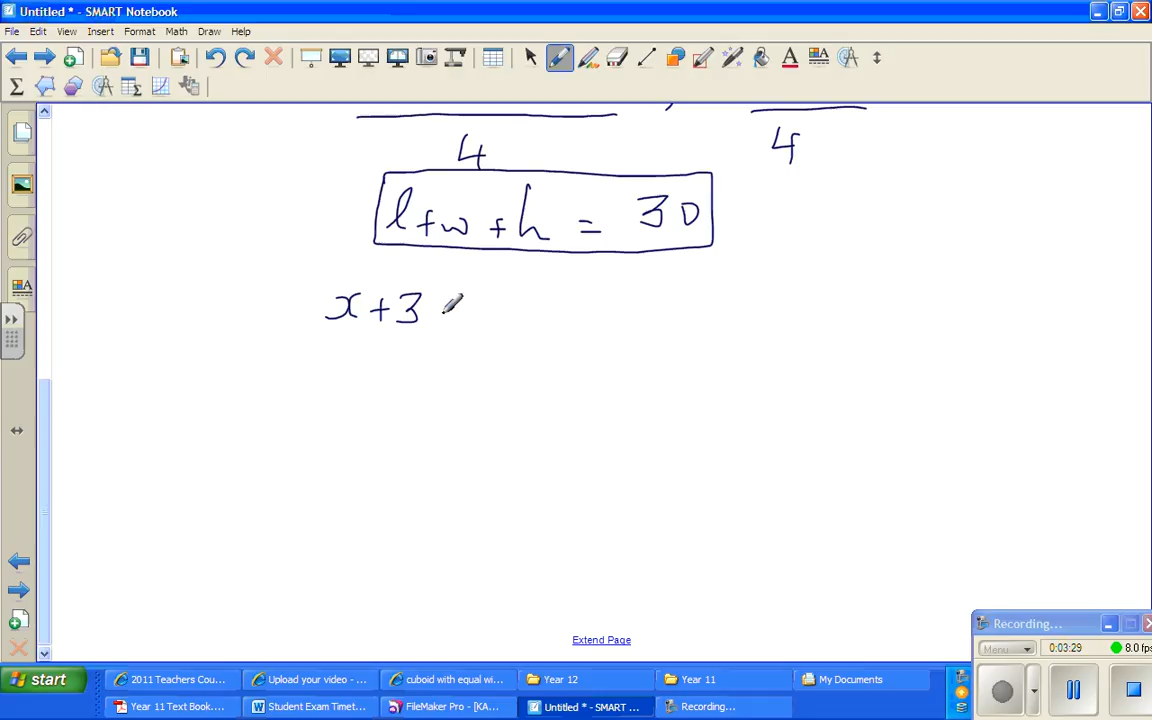 Untitled * - SMART Notebook
File Edit View Insert Format Math Draw Help
4 4
l + w + h = 30
x + 3
Extend Page
Recording...
Menu 0:03:29 8.0 fps
start 2011 Teachers Cou... Upload your video - ... cuboid with equal wi... Year 12 Year 11 My Documents
Year 11 Text Book.... Student Exam Timet... FileMaker Pro - [KA... Untitled * - SMART ... Recording...